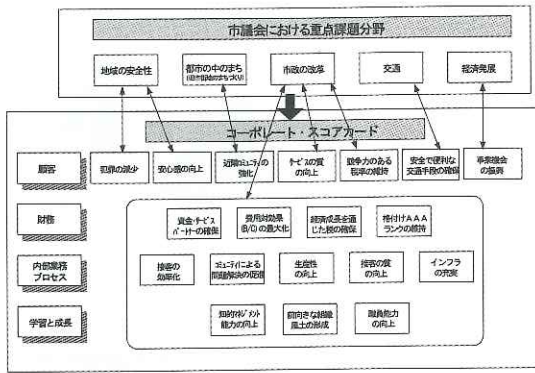 市議会における重点課題分野
地域の安全性
都市の中のまち
市政の改革
交通
経済発展
コーポレート・スコアカード
顧客
犯罪の減少
安心感の向上
近隣コミュニティの
強化
サービスの質
の向上
競争力のある
税率の維持
安全で便利な
交通手段の確保
事業機会
の振興
財務
資金・サービス
パートナーの確保
費用対効果
(B/C)の最大化
経済成長を通
じた税の確保
格付けAAA
ランクの維持
内部業務
プロセス
接客の
効率化
コミュニティによる
問題解決の促進
生産性
の向上
接客の質
の向上
インフラ
の充実
学習と成長
知的マネジメント
能力の向上
前向きな組織
風土の形成
職員能力
の向上